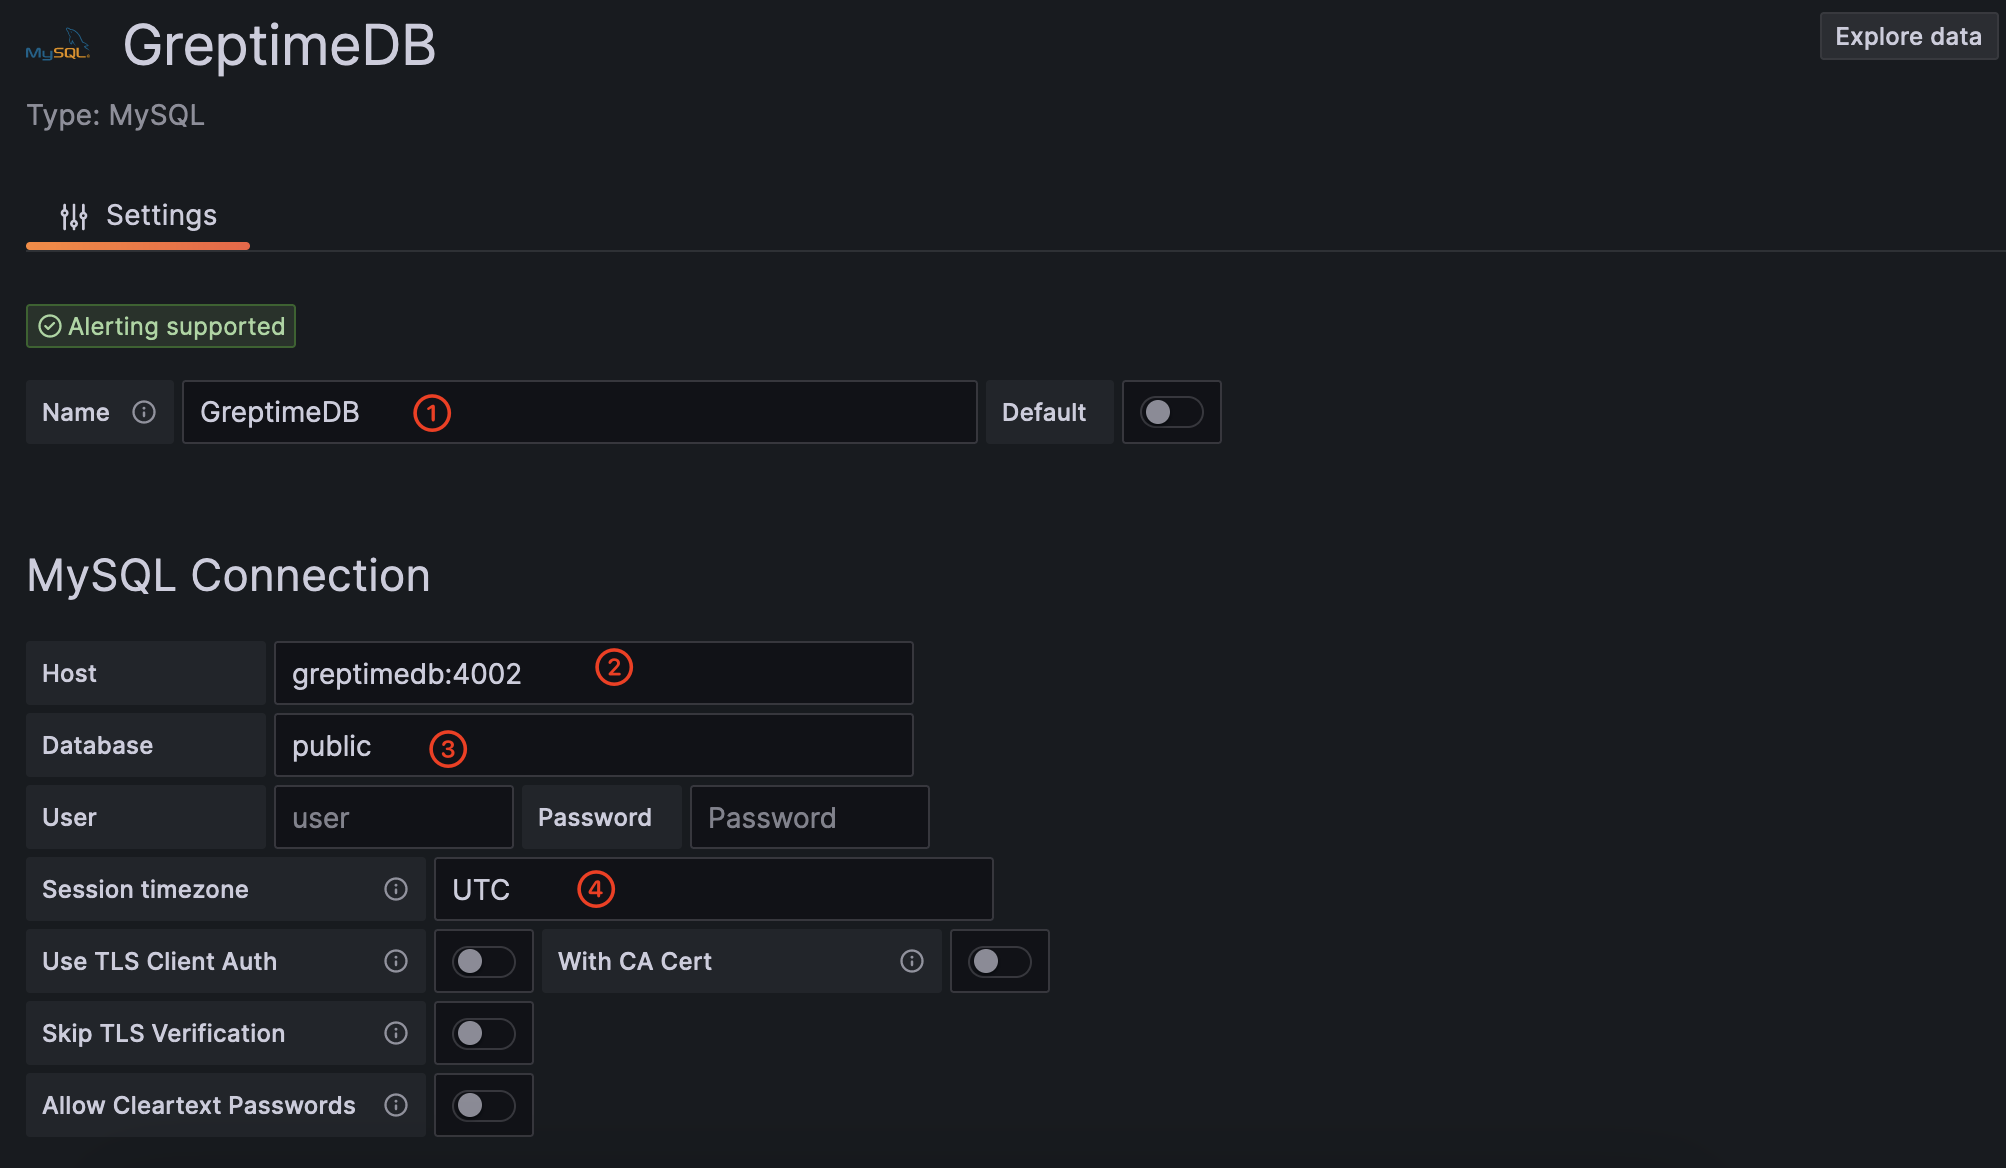 MySQL GreptimeDB Explore data
Type: MySQL
Settings
Alerting supported
Name GreptimeDB 1 Default
MySQL Connection
Host greptimedb:4002 2
Database public 3
User user Password Password
Session timezone UTC 4
Use TLS Client Auth With CA Cert
Skip TLS Verification
Allow Cleartext Passwords